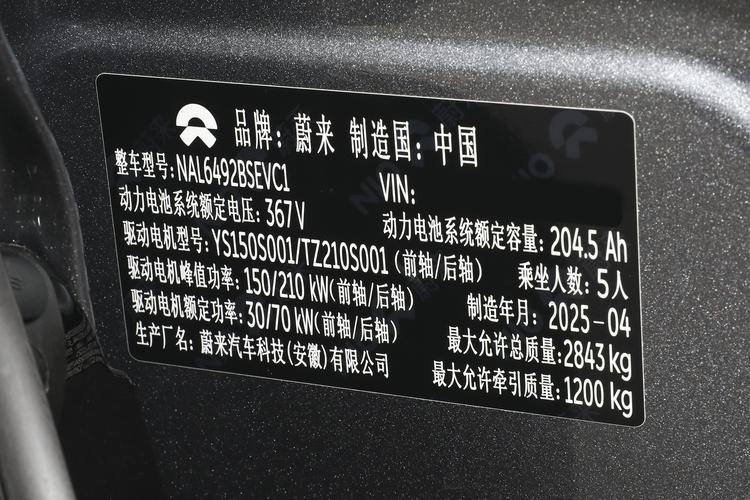 品牌：蔚来 制造国：中国
整车型号：NAL6492BSEVC1 VIN:
动力电池系统额定电压：367V 动力电池系统额定容量：204.5 Ah
驱动电机型号：YS150S001/TZ210S001（前轴/后轴） 乘坐人数：5人
驱动电机峰值功率：150/210 kW(前轴/后轴) 制造年月：2025-04
驱动电机额定功率：30/70 kW(前轴/后轴) 最大允许总质量：2843kg
生产厂名：蔚来汽车科技(安徽)有限公司 最大允许牵引质量：1200 kg